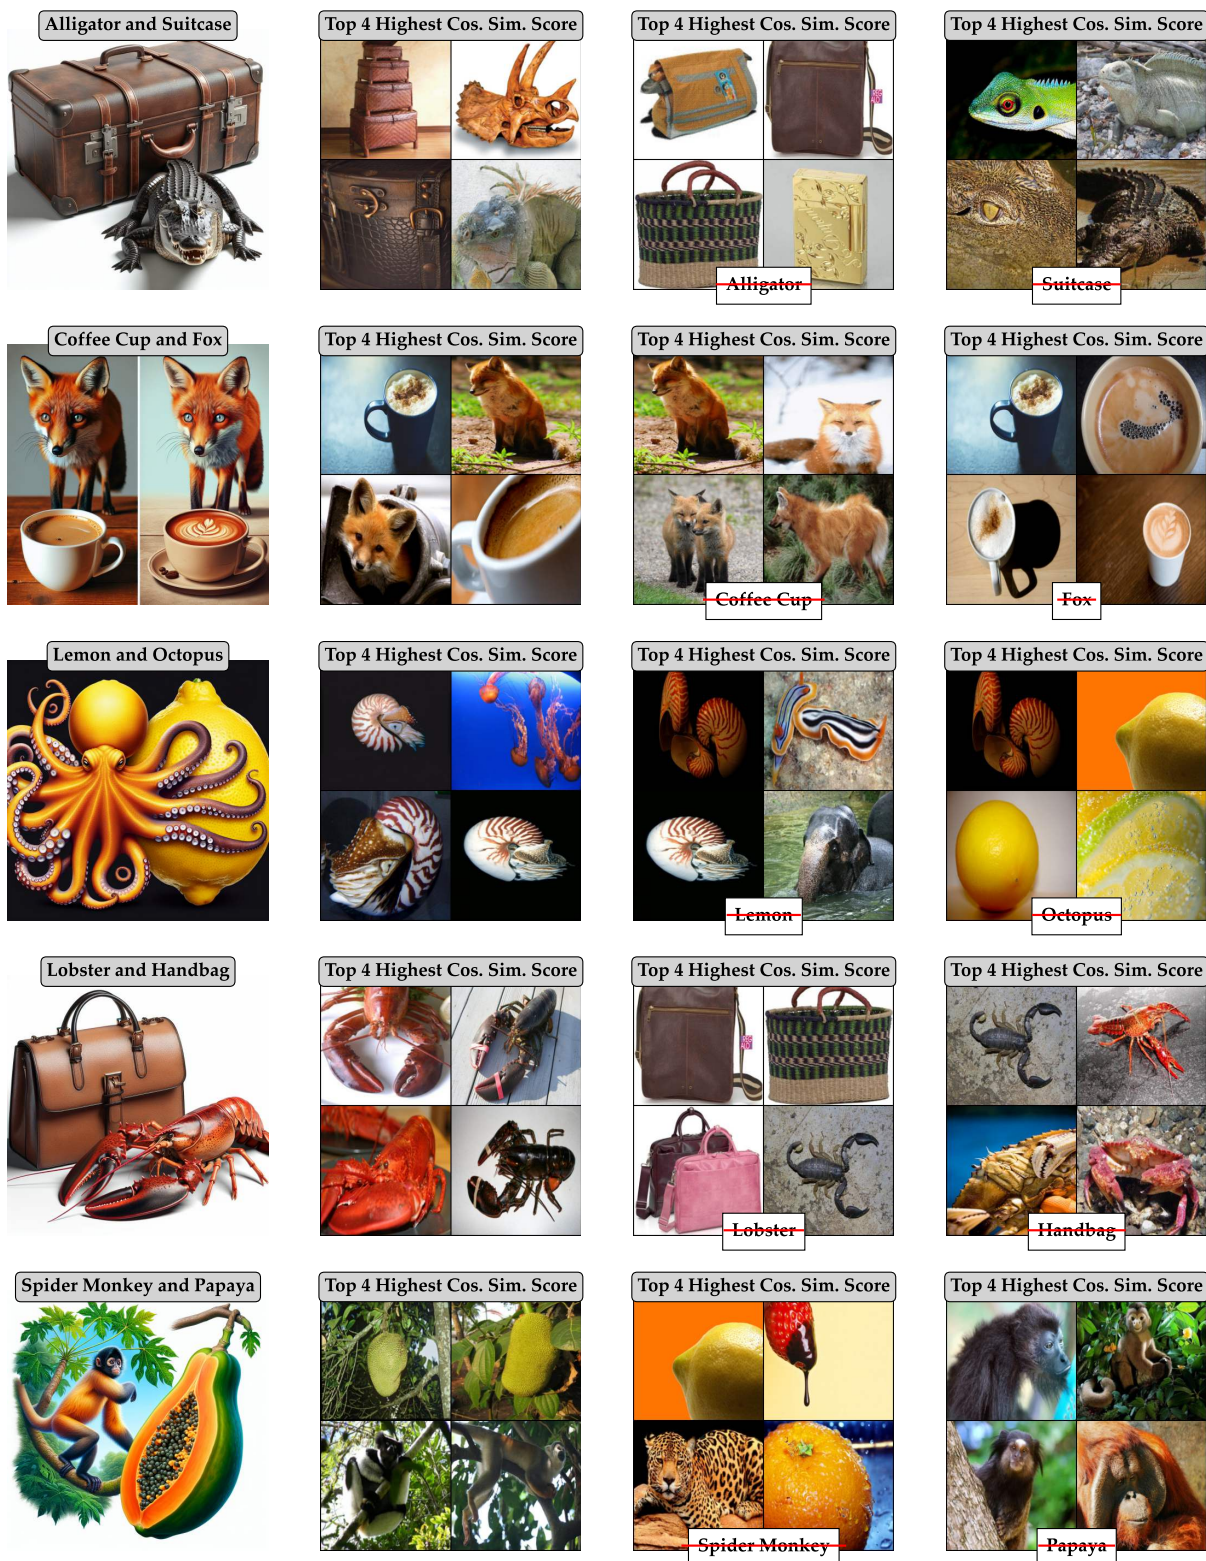 Alligator and Suitcase
Top 4 Highest Cos. Sim. Score
Top 4 Highest Cos. Sim. Score
Top 4 Highest Cos. Sim. Score
Alligator
Suitcase
Coffee Cup and Fox
Top 4 Highest Cos. Sim. Score
Top 4 Highest Cos. Sim. Score
Top 4 Highest Cos. Sim. Score
Coffee Cup
Fox
Lemon and Octopus
Top 4 Highest Cos. Sim. Score
Top 4 Highest Cos. Sim. Score
Top 4 Highest Cos. Sim. Score
Lemon
Octopus
Lobster and Handbag
Top 4 Highest Cos. Sim. Score
Top 4 Highest Cos. Sim. Score
Top 4 Highest Cos. Sim. Score
Lobster
Handbag
Spider Monkey and Papaya
Top 4 Highest Cos. Sim. Score
Top 4 Highest Cos. Sim. Score
Top 4 Highest Cos. Sim. Score
Spider Monkey
Papaya